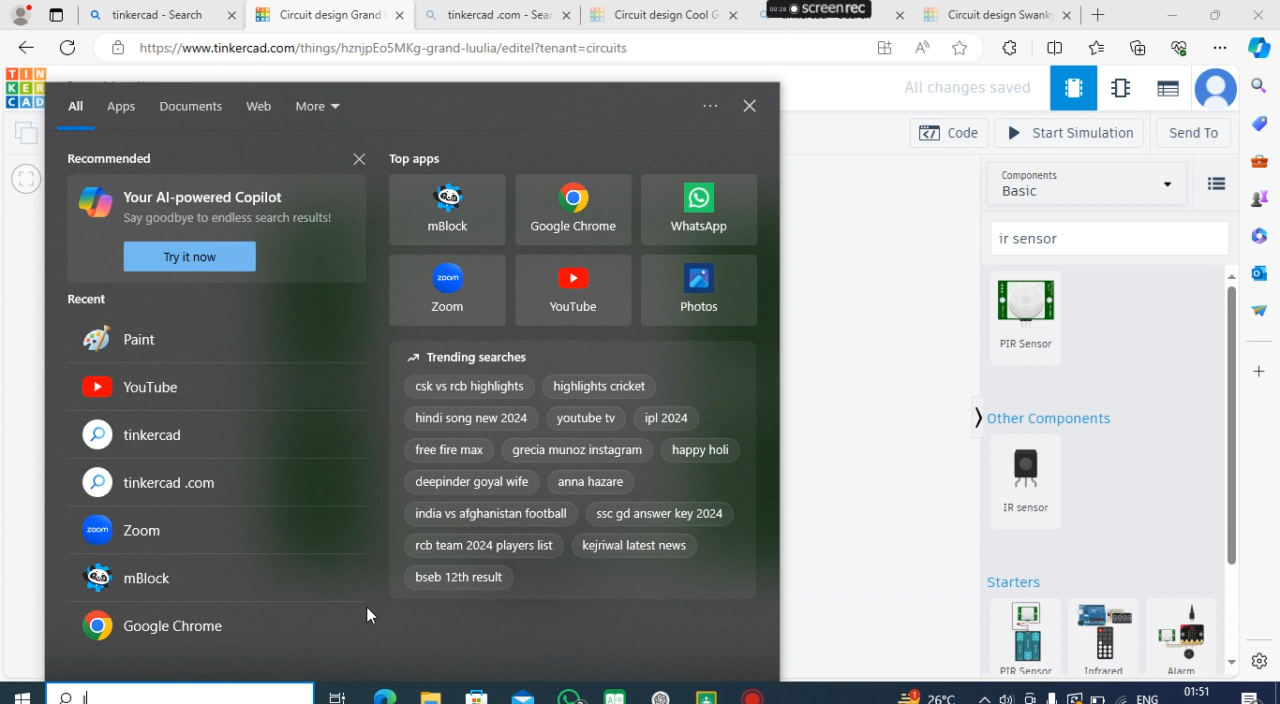 00:28 screenrec
tinkercad - Search
Circuit design Grand
tinkercad .com - Sear
Circuit design Cool G
Circuit design Swanky
https://www.tinkercad.com/things/hznjpEo5MKg-grand-luulia/editel?tenant=circuits
TIN
KER
CAD
All changes saved
Code
Start Simulation
Send To
All
Apps
Documents
Web
More
Recommended
Your AI-powered Copilot
Say goodbye to endless search results!
Try it now
Recent
Paint
YouTube
tinkercad
tinkercad .com
Zoom
mBlock
Google Chrome
Top apps
mBlock
Google Chrome
WhatsApp
zoom
Zoom
YouTube
Photos
Trending searches
csk vs rcb highlights
highlights cricket
hindi song new 2024
youtube tv
ipl 2024
free fire max
grecia munoz instagram
happy holi
deepinder goyal wife
anna hazare
india vs afghanistan football
ssc gd answer key 2024
rcb team 2024 players list
kejriwal latest news
bseb 12th result
Components
Basic
ir sensor
PIR Sensor
Other Components
IR sensor
Starters
PIR Sensor
Infrared
Alarm
26°C
ENG
01:51